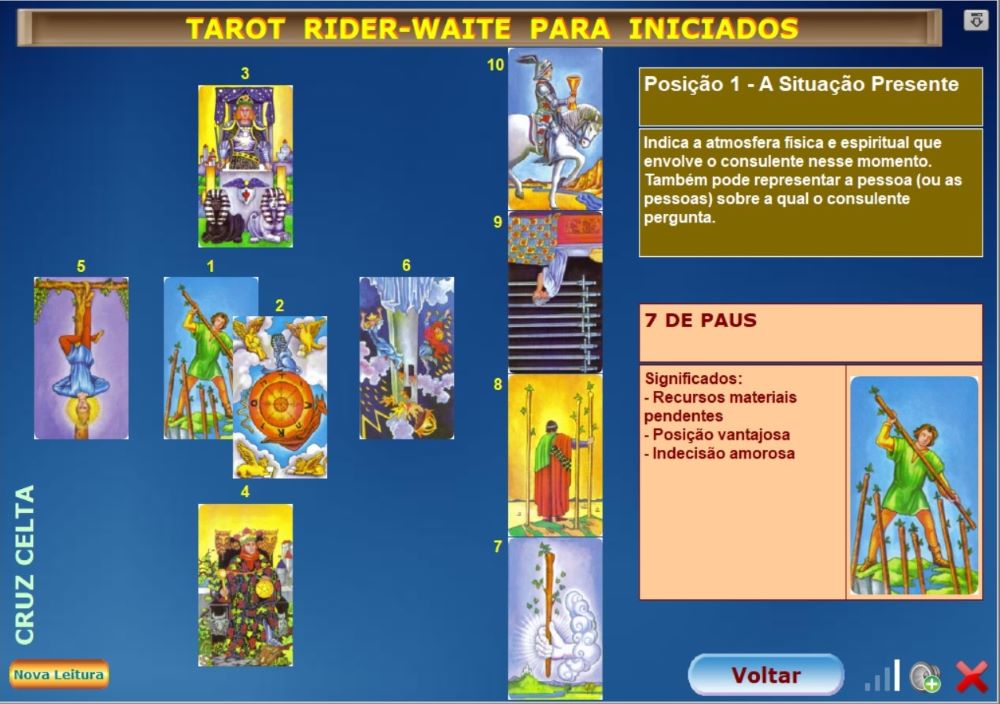 TAROT RIDER-WAITE PARA INICIADOS
3
10
Posição 1 - A Situação Presente
Indica a atmosfera física e espiritual que
envolve o consulente nesse momento.
Também pode representar a pessoa (ou as
pessoas) sobre a qual o consulente
pergunta.
9
5
1
6
2
7 DE PAUS
Significados:
- Recursos materiais
pendentes
- Posição vantajosa
- Indecisão amorosa
8
4
7
CRUZ CELTA
Nova Leitura
Voltar